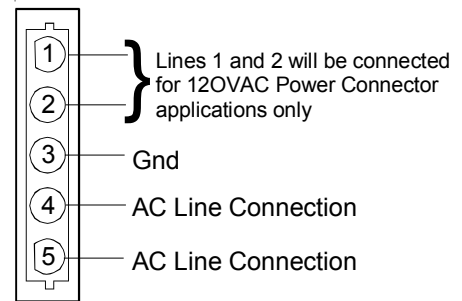 1
2
Lines 1 and 2 will be connected
for 12OVAC Power Connector
applications only
3 Gnd
4 AC Line Connection
5 AC Line Connection